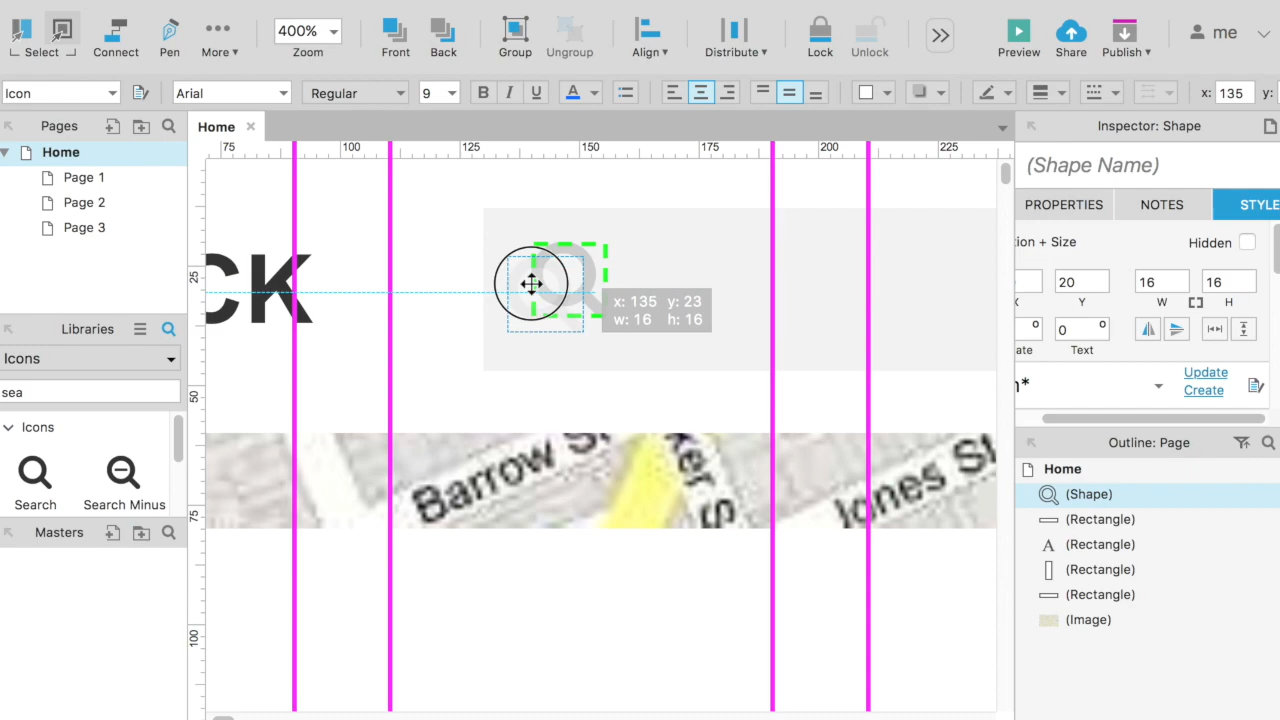 Select
Connect
Pen
More ▾
400%
Zoom
Front
Back
Group
Ungroup
Align ▾
Distribute ▾
Lock
Unlock
Preview
Share
Publish ▾
me
Icon
Arial
Regular
9
B I U A
x: 135 y:
Pages
Home
Page 1
Page 2
Page 3
Libraries
Icons
sea
Icons
Search
Search Minus
Masters
Home
75 100 125 150 175 200 225
25
50
75
100
CK
x: 135 y: 23
w: 16 h: 16
Barrow St
ker S
Jones St
Inspector: Shape
(Shape Name)
PROPERTIES
NOTES
STYLE
ion + Size
Hidden
20
16
16
X
Y
W
H
0
ate
Text
n*
Update
Create
Outline: Page
Home
(Shape)
(Rectangle)
A (Rectangle)
(Rectangle)
(Rectangle)
(Image)